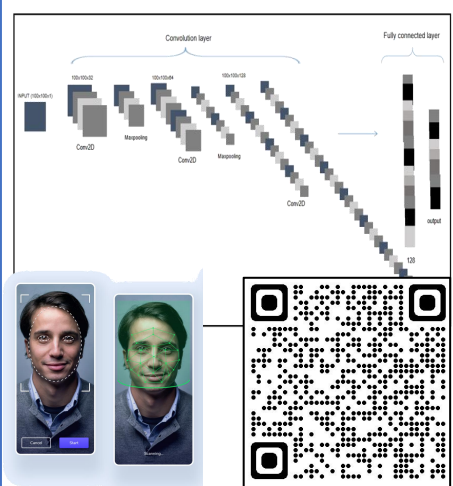 Convolution layer
Fully connected layer
100x100x32
100x100x64
100x100x128
INPUT (100x100x1)
Maxpooling
Conv2D
Conv2D
Maxpooling
Conv2D
output
128
Cancel
Start
Scanning...